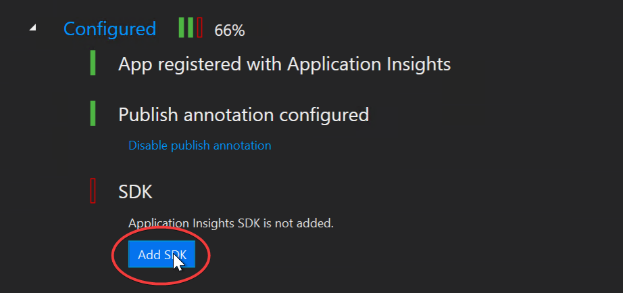 Configured 66%
App registered with Application Insights
Publish annotation configured
Disable publish annotation
SDK
Application Insights SDK is not added.
Add SDK